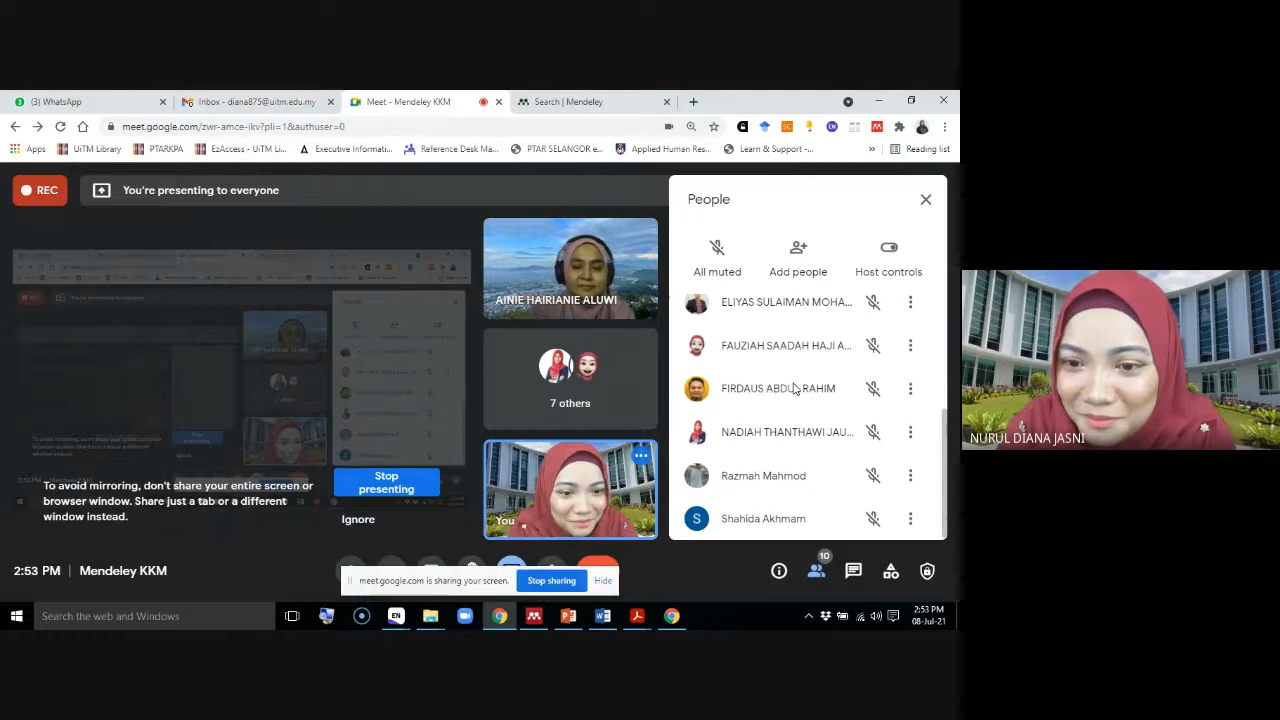 (3) WhatsApp
Inbox - diana875@uitm.edu.my
Meet - Mendeley KKM
Search | Mendeley
meet.google.com/zwr-amce-ikv?pli=1&authuser=0
Apps
UiTM Library
PTARKPA
EzAccess - UiTM Li...
Executive Informati...
Reference Desk Ma...
PTAR SELANGOR e...
Applied Human Res...
Learn & Support -...
»
Reading list
REC
You're presenting to everyone
People
All muted
Add people
Host controls
AINIE HAIRIANIE ALUWI
ELIYAS SULAIMAN MOHA...
FAUZIAH SAADAH HAJI A...
7 others
FIRDAUS ABDUL RAHIM
NADIAH THANTHAWI JAU...
NURUL DIANA JASNI
To avoid mirroring, don't share your entire screen or
browser window. Share just a tab or a different
window instead.
Stop
presenting
Ignore
You
Razmah Mahmod
S
Shahida Akhmam
10
2:53 PM | Mendeley KKM
meet.google.com is sharing your screen.
Stop sharing
Hide
Search the web and Windows
EN
2:53 PM
08-Jul-21